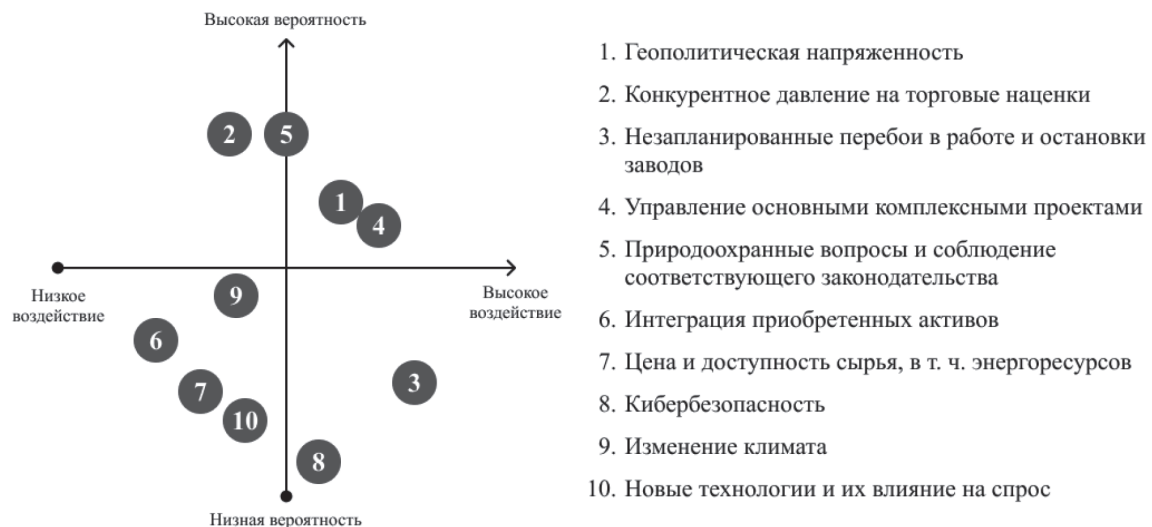 Высокая вероятность
2
5
1
4
Низкое
воздействие
9
Высокое
воздействие
6
7
3
10
8
Низная вероятность
1. Геополитическая напряженность
2. Конкурентное давление на торговые наценки
3. Незапланированные перебои в работе и остановки
заводов
4. Управление основными комплексными проектами
5. Природоохранные вопросы и соблюдение
соответствующего законодательства
6. Интеграция приобретенных активов
7. Цена и доступность сырья, в т. ч. энергоресурсов
8. Кибербезопасность
9. Изменение климата
10. Новые технологии и их влияние на спрос